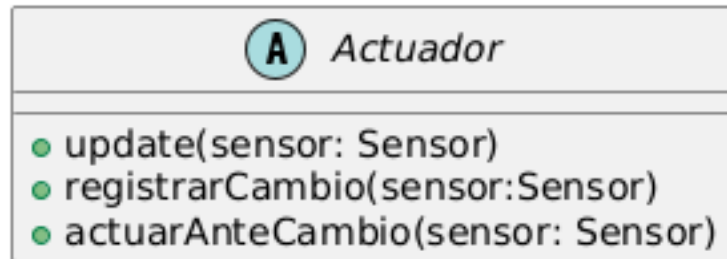 A Actuador
update(sensor: Sensor)
registrarCambio(sensor:Sensor)
actuarAnteCambio(sensor: Sensor)